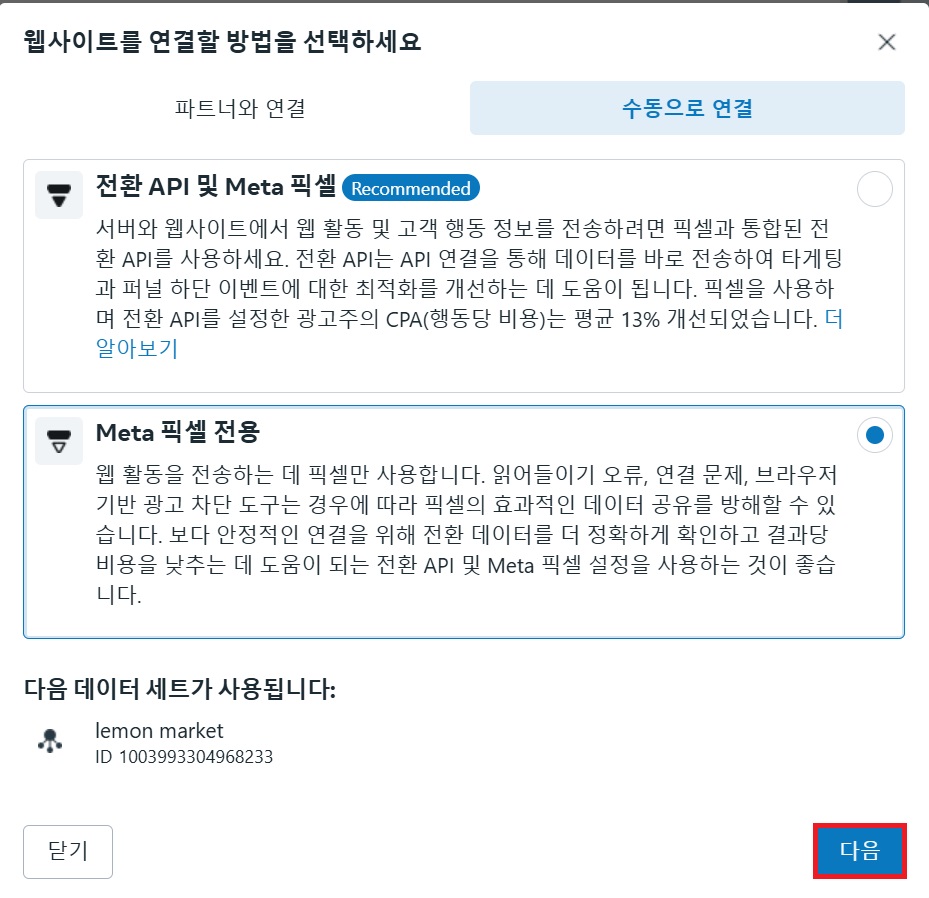 웹사이트를 연결할 방법을 선택하세요
파트너와 연결
수동으로 연결
전환 API 및 Meta 픽셀 Recommended
서버와 웹사이트에서 웹 활동 및 고객 행동 정보를 전송하려면 픽셀과 통합된 전
환 API를 사용하세요. 전환 API는 API 연결을 통해 데이터를 바로 전송하여 타게팅
과 퍼널 하단 이벤트에 대한 최적화를 개선하는 데 도움이 됩니다. 픽셀을 사용하
며 전환 API를 설정한 광고주의 CPA(행동당 비용)는 평균 13% 개선되었습니다. 더
알아보기
Meta 픽셀 전용
웹 활동을 전송하는 데 픽셀만 사용합니다. 읽어들이기 오류, 연결 문제, 브라우저
기반 광고 차단 도구는 경우에 따라 픽셀의 효과적인 데이터 공유를 방해할 수 있
습니다. 보다 안정적인 연결을 위해 전환 데이터를 더 정확하게 확인하고 결과당
비용을 낮추는 데 도움이 되는 전환 API 및 Meta 픽셀 설정을 사용하는 것이 좋습
니다.
다음 데이터 세트가 사용됩니다:
lemon market
ID 1003993304968233
닫기
다음